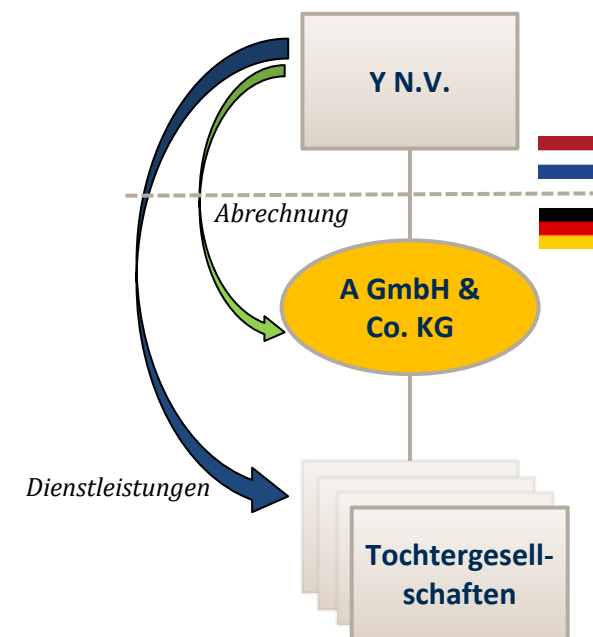 Y N.V.
Abrechnung
A GmbH &
Co. KG
Dienstleistungen
Tochtergesell-
schaften